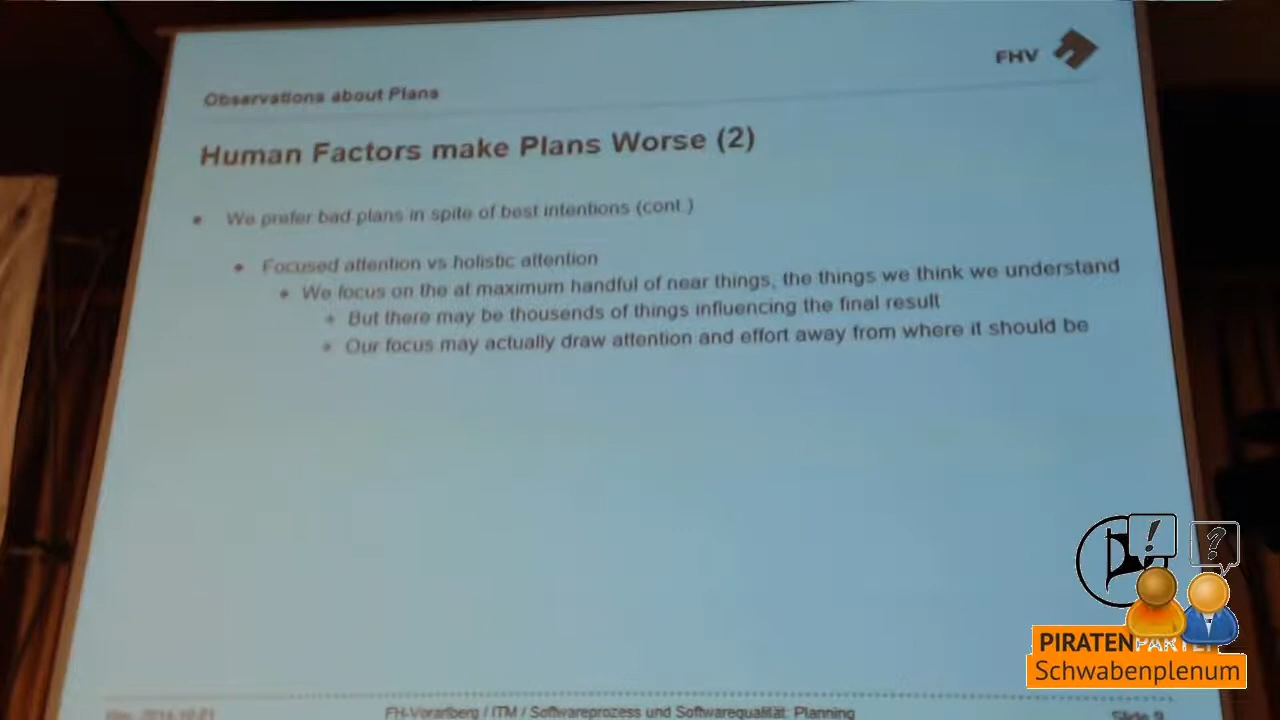 FHV
Observations about Plans
Human Factors make Plans Worse (2)
We prefer bad plans in spite of best intentions (cont.)
Focused attention vs holistic attention
We focus on the at maximum handful of near things, the things we think we understand
But there may be thousands of things influencing the final result
Our focus may actually draw attention and effort away from where it should be
! ?
PIRATENPARTEI
Schwabenplenum
FH-Vorarlberg / ITM / Softwareprozess und Softwarequalität: Planning
Slide 9